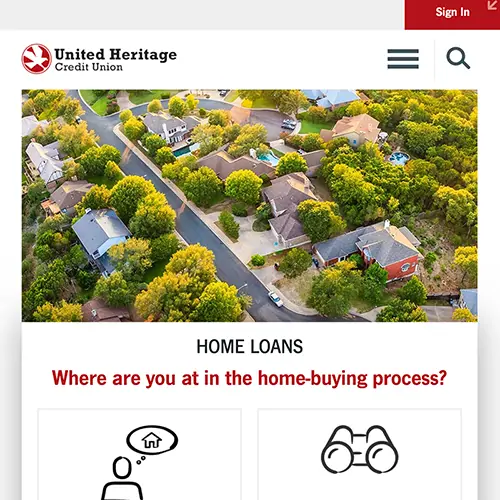 Sign In
United Heritage
Credit Union
HOME LOANS
Where are you at in the home-buying process?